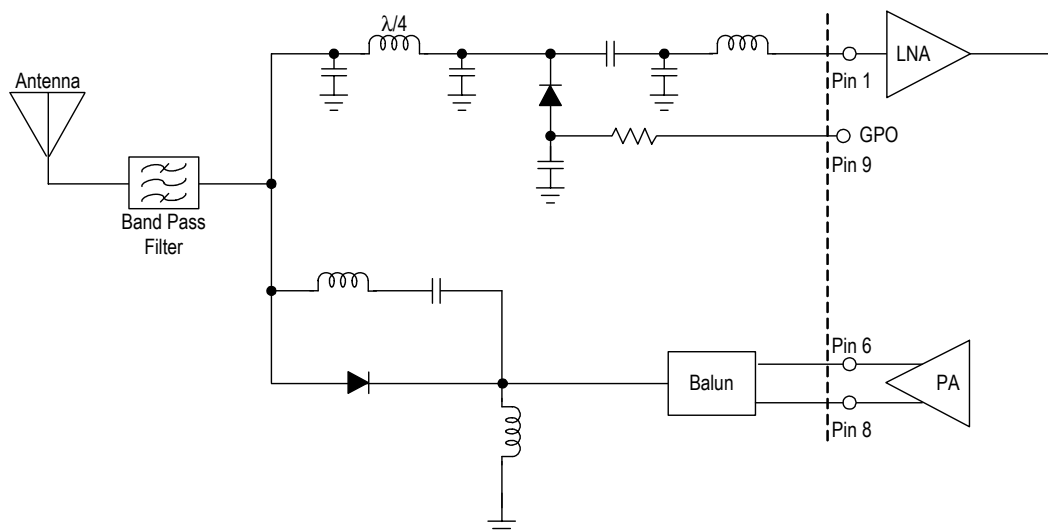 λ/4
LNA
Antenna
Pin 1
GPO
Pin 9
Band Pass
Filter
Pin 6
Balun
PA
Pin 8